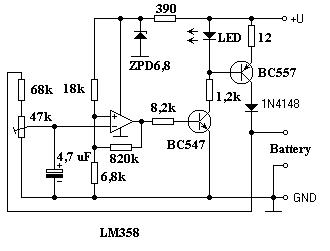 390
+U
LED
12
ZPD6,8
BC557
68k
18k
1,2k
1N4148
47k
8,2k
BC547
Battery
4,7 uF
820k
6,8k
GND
LM358